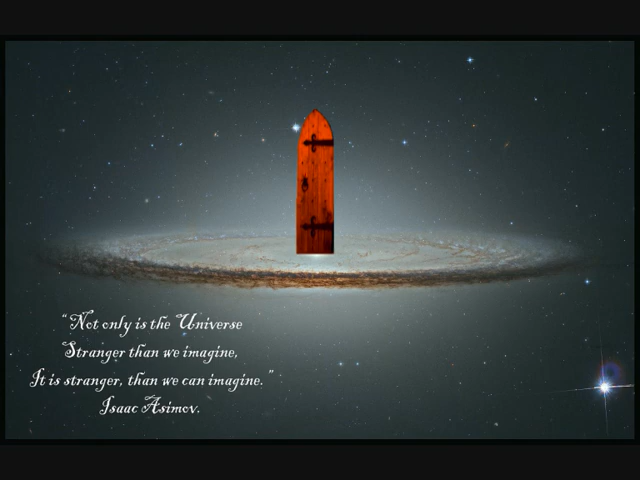 “Not only is the Universe
Stranger than we imagine,
It is stranger, than we can imagine.”
Isaac Asimov.